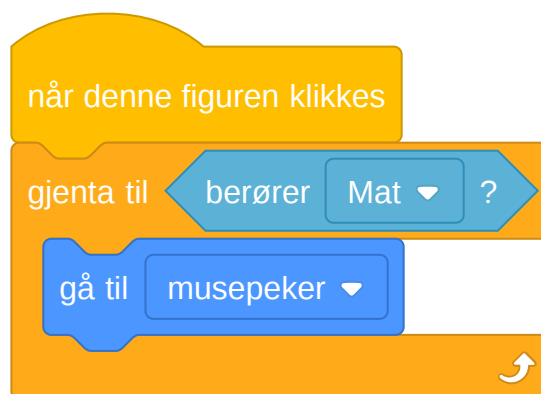 når denne figuren klikkes
gjenta til berører Mat ?
gå til musepeker